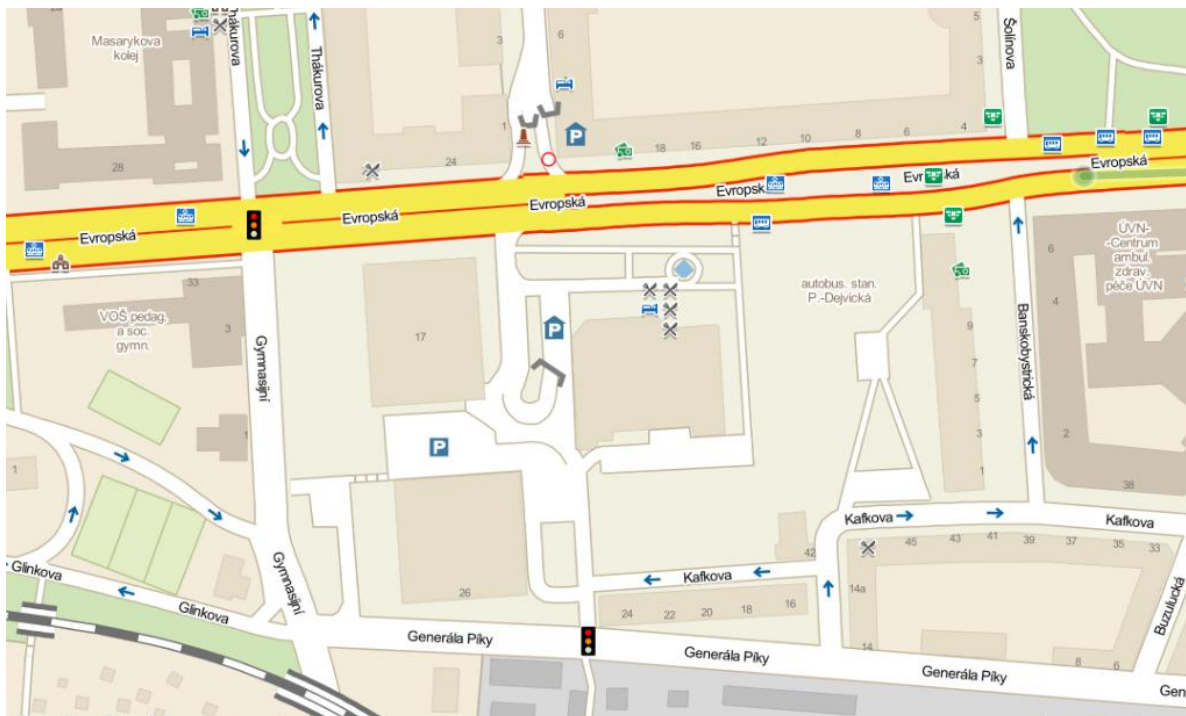 Thákurova
Masarykova
kolej
Thákurova
Šolínova
3
6
5
3
1
28
24
18
16
12
10
8
6
4
Evropská
Evropská
Evropská
Evropská
Evropská
Evropská
33
VOŠ pedag.
a soc.
gymn.
3
1
1
17
P
P
P
autobus. stan.
P.-Dejvická
ÚVN-
-Centrum
ambul.
zdrav.
péče ÚVN
6
4
2
38
9
7
5
3
1
Gymnasijní
Gymnasijní
Banskobystrická
Kafkova
Kafkova
Kafkova
42
45
43
41
39
37
35
33
14a
14
8
6
24
22
20
18
16
26
Glinkova
Glinkova
Generála Píky
Generála Píky
Generála Píky
Gen
Buzulucká